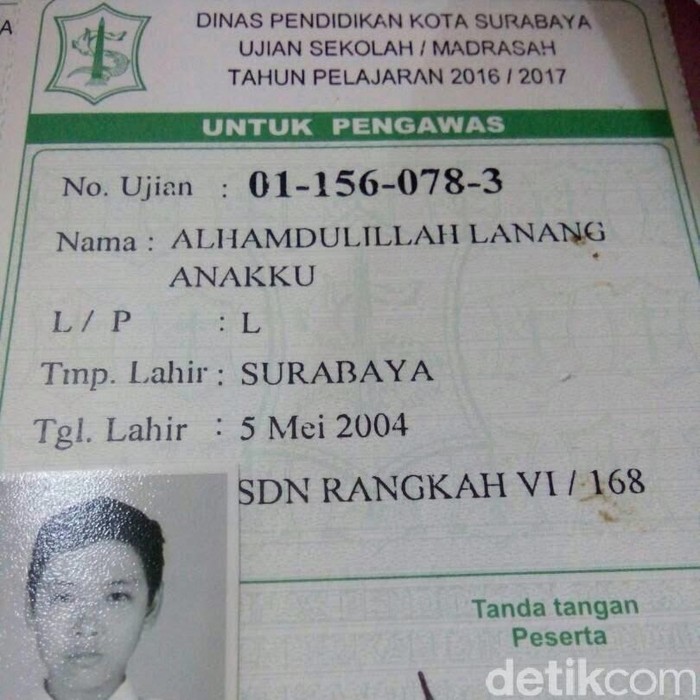 A
DINAS PENDIDIKAN KOTA SURABAYA
UJIAN SEKOLAH / MADRASAH
TAHUN PELAJARAN 2016 / 2017
UNTUK PENGAWAS
No. Ujian : 01-156-078-3
Nama : ALHAMDULILLAH LANANG
ANAKKU
L / P : L
Tmp. Lahir : SURABAYA
Tgl. Lahir : 5 Mei 2004
SDN RANGKAH VI / 168
Tanda tangan
Peserta
detikcom